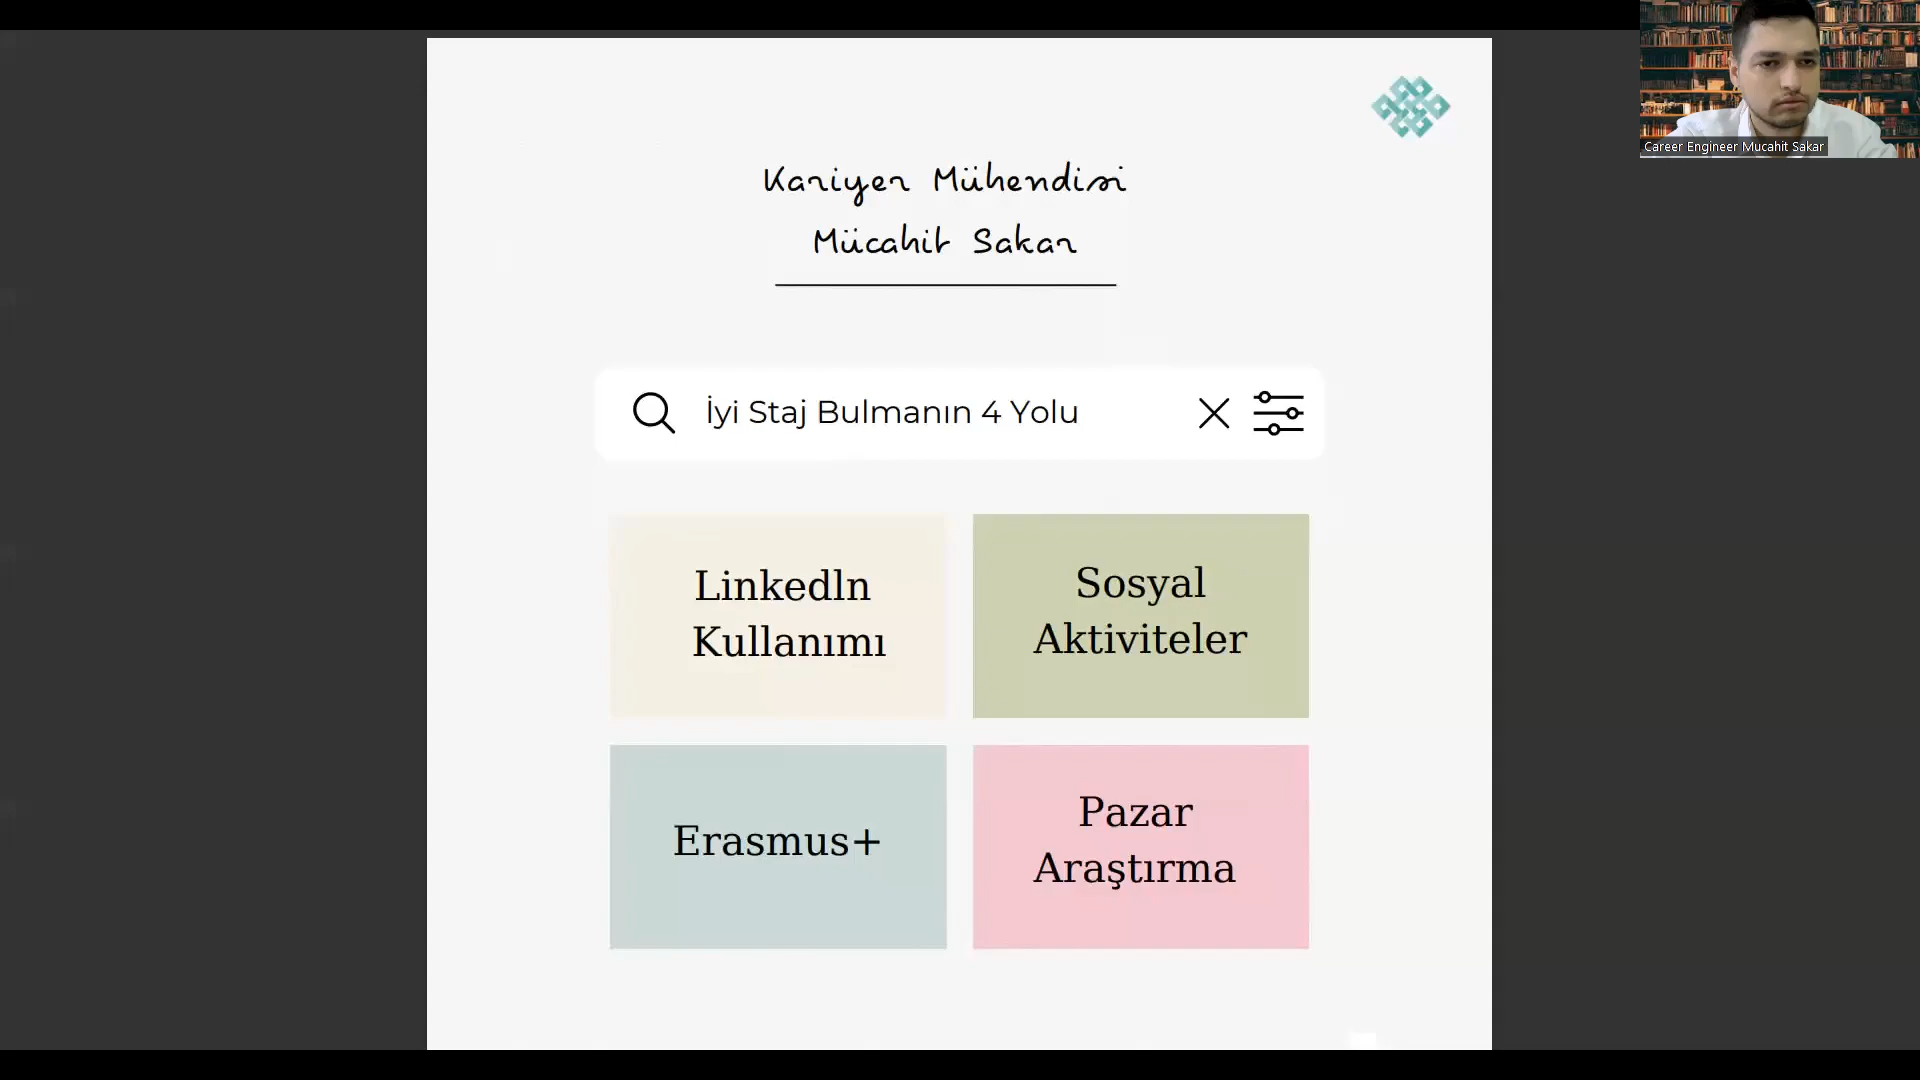 Kariyer Mühendisi
Mücahit Sakar
İyi Staj Bulmanın 4 Yolu
Linkedln
Kullanımı
Sosyal
Aktiviteler
Erasmus+
Pazar
Araştırma
Career Engineer Mucahit Sakar